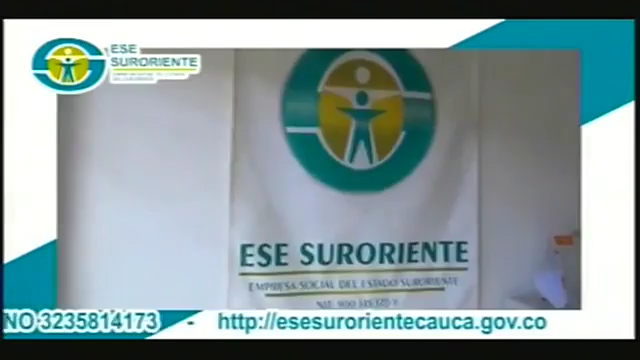 ESE
SURORIENTE
ESE SURORIENTE
EMPRESA SOCIAL DEL ESTADO SURORIENTE
NO 3235814173 - http://esesurorientecauca.gov.co